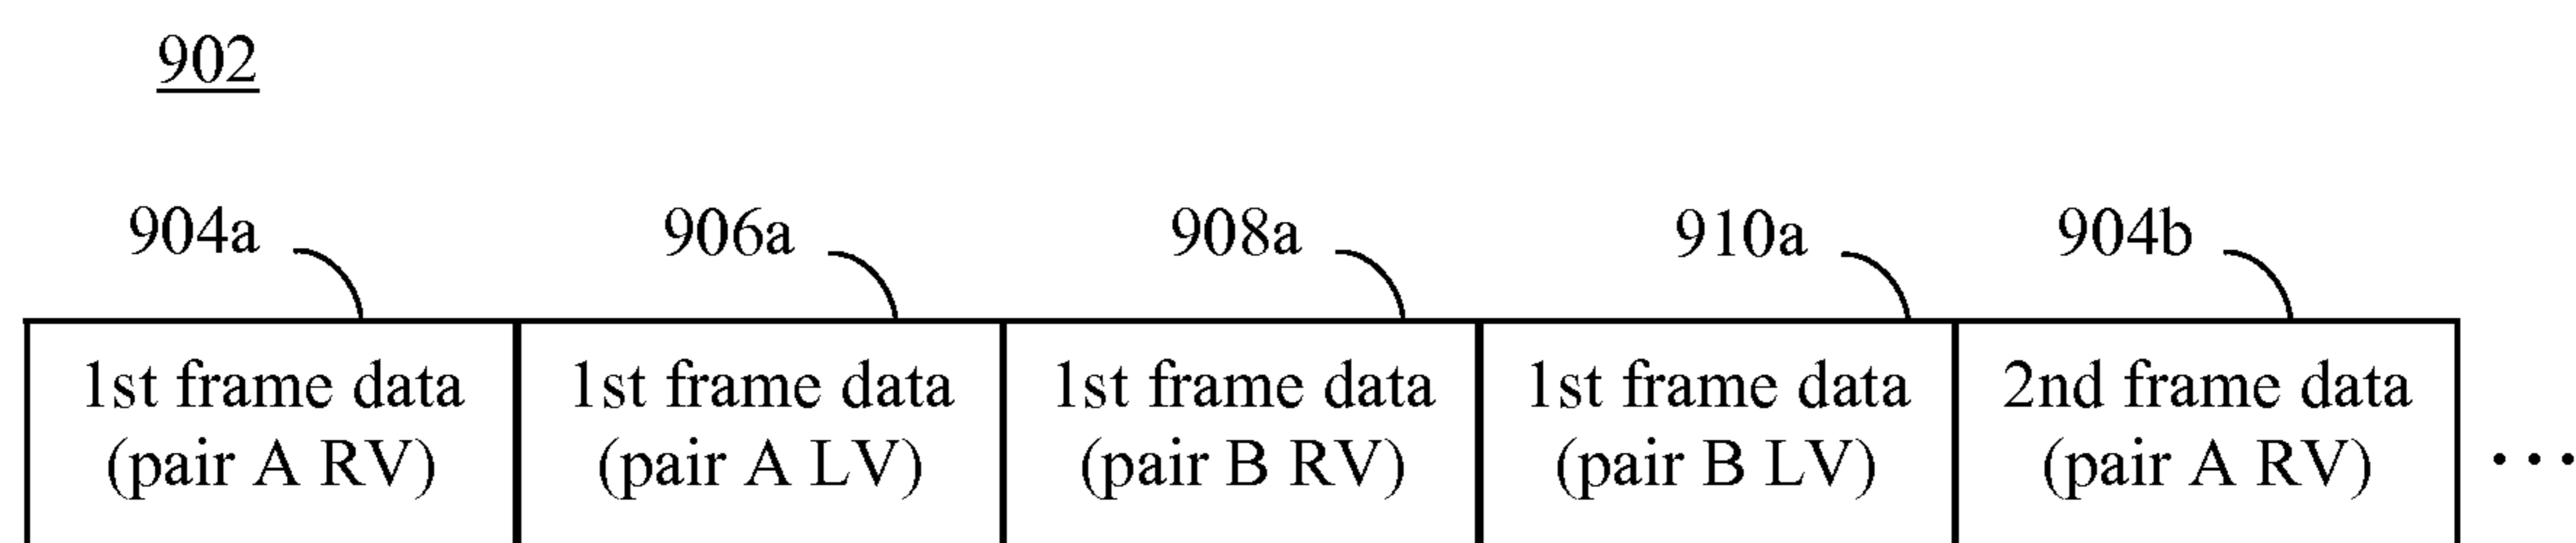 902
904a 906a 908a 910a 904b
1st frame data 1st frame data 1st frame data 1st frame data 2nd frame data
(pair A RV) (pair A LV) (pair B RV) (pair B LV) (pair A RV) ...